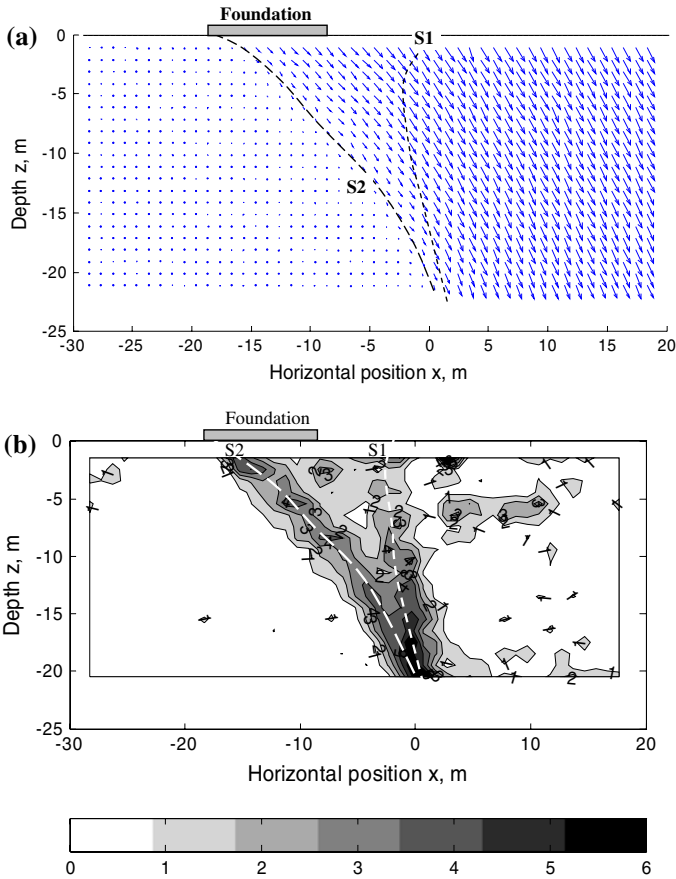 Foundation
(a)
S1
S2
0
-5
-10
-15
-20
-25
Depth z, m
-30 -25 -20 -15 -10 -5 0 5 10 15 20
Horizontal position x, m
(b)
Foundation
S2 S1
0
-5
-10
-15
-20
-25
Depth z, m
-30 -20 -10 0 10 20
Horizontal position x, m
0 1 2 3 4 5 6